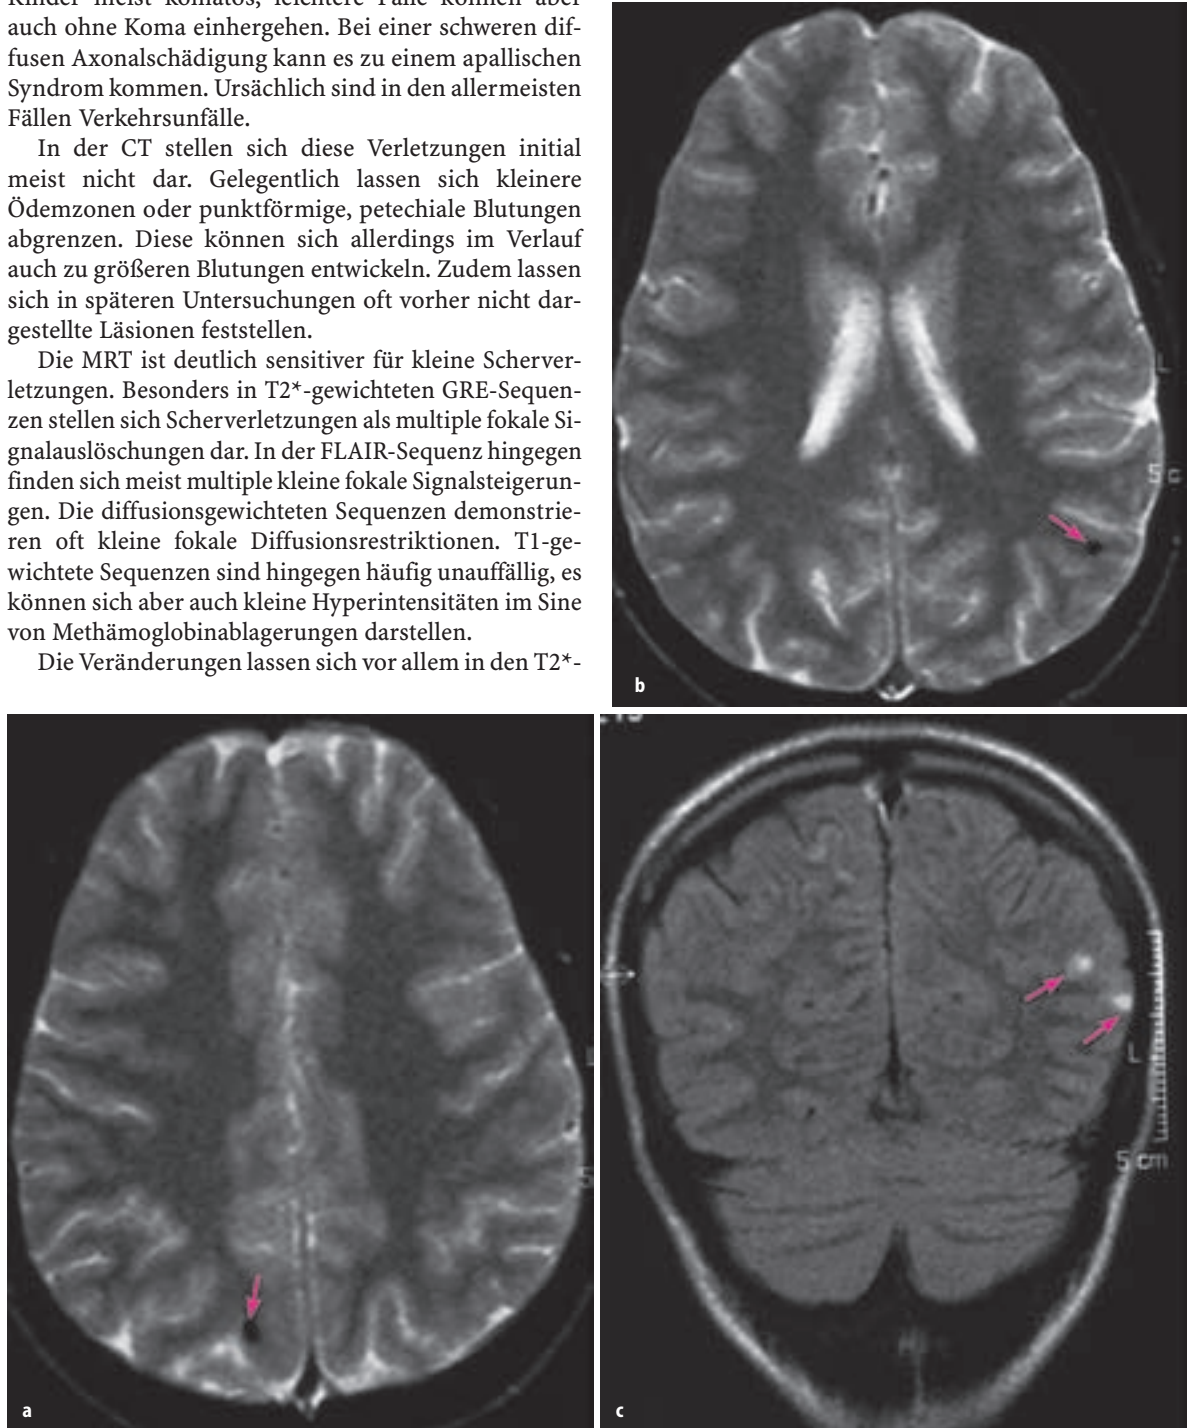 Kinder meist komatös, leichtere Fälle können aber
auch ohne Koma einhergehen. Bei einer schweren dif-
fusen Axonalschädigung kann es zu einem apallischen
Syndrom kommen. Ursächlich sind in den allermeisten
Fällen Verkehrsunfälle.
In der CT stellen sich diese Verletzungen initial
meist nicht dar. Gelegentlich lassen sich kleinere
Ödemzonen oder punktförmige, petechiale Blutungen
abgrenzen. Diese können sich allerdings im Verlauf
auch zu größeren Blutungen entwickeln. Zudem lassen
sich in späteren Untersuchungen oft vorher nicht dar-
gestellte Läsionen feststellen.
Die MRT ist deutlich sensitiver für kleine Scherver-
letzungen. Besonders in T2*-gewichteten GRE-Sequen-
zen stellen sich Scherverletzungen als multiple fokale Si-
gnalauslöschungen dar. In der FLAIR-Sequenz hingegen
finden sich meist multiple kleine fokale Signalsteigerun-
gen. Die diffusionsgewichteten Sequenzen demonstrie-
ren oft kleine fokale Diffusionsrestriktionen. T1-ge-
wichtete Sequenzen sind hingegen häufig unauffällig, es
können sich aber auch kleine Hyperintensitäten im Sine
von Methämoglobinablagerungen darstellen.
Die Veränderungen lassen sich vor allem in den T2*-
b
a
L
5 cm
c